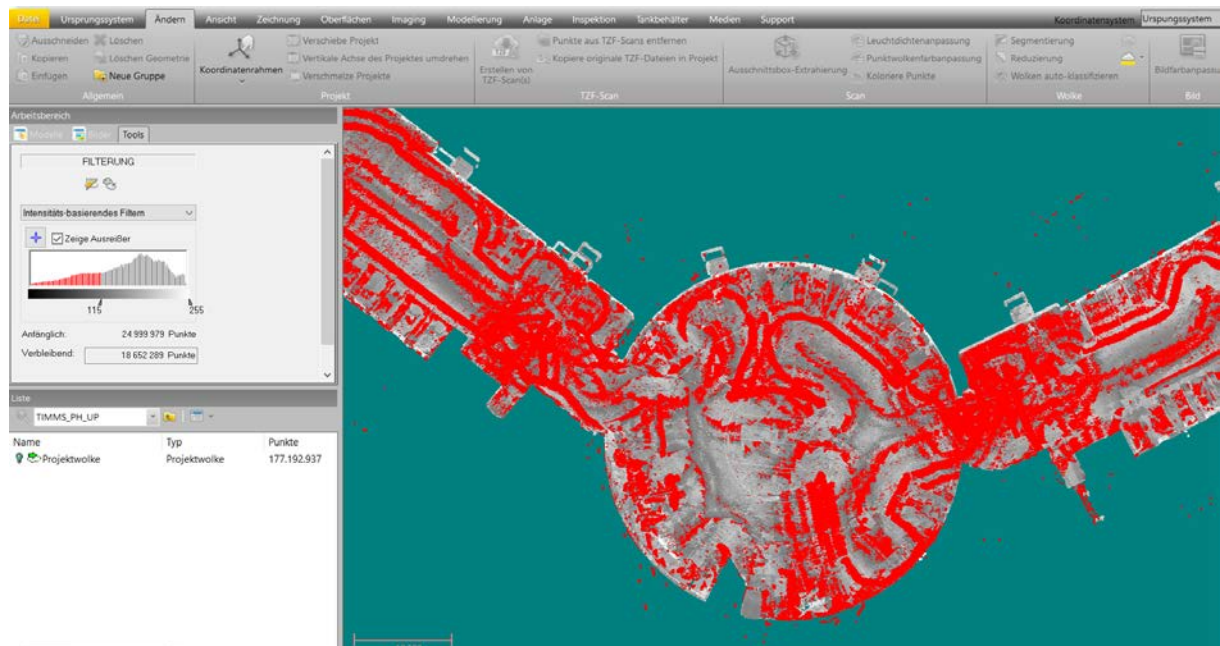 Datei Ursprungssystem Ändern Ansicht Zeichnung Oberflächen Imaging Modellierung Anlage Inspektion Tankbehälter Medien Support Koordinatensystem Urspungssystem
Ausschneiden Löschen
Kopieren Löschen Geometrie
Einfügen Neue Gruppe
Allgemein
Koordinatenrahmen
Verschiebe Projekt
Vertikale Achse des Projektes umdrehen
Verschmelze Projekte
Projekt
Erstellen von
TZF-Scan(s)
Punkte aus TZF-Scans entfernen
Kopiere originale TZF-Dateien in Projekt
TZF-Scan
Ausschnittsbox-Extrahierung
Leuchtdichtenanpassung
Punktwolkenfarbanpassung
Koloriere Punkte
Scan
Segmentierung
Reduzierung
Wolken auto-klassifizieren
Wolke
Bildfarbanpassu
Bild
Arbeitsbereich
Modelle Bilder Tools
FILTERUNG
Intensitäts-basierendes Filtern
Zeige Ausreißer
115 255
Anfänglich: 24 999 979 Punkte
Verbleibend: 18 652 289 Punkte
Liste
TIMMS_PH_UP
Name Typ Punkte
Projektwolke Projektwolke 177.192.937